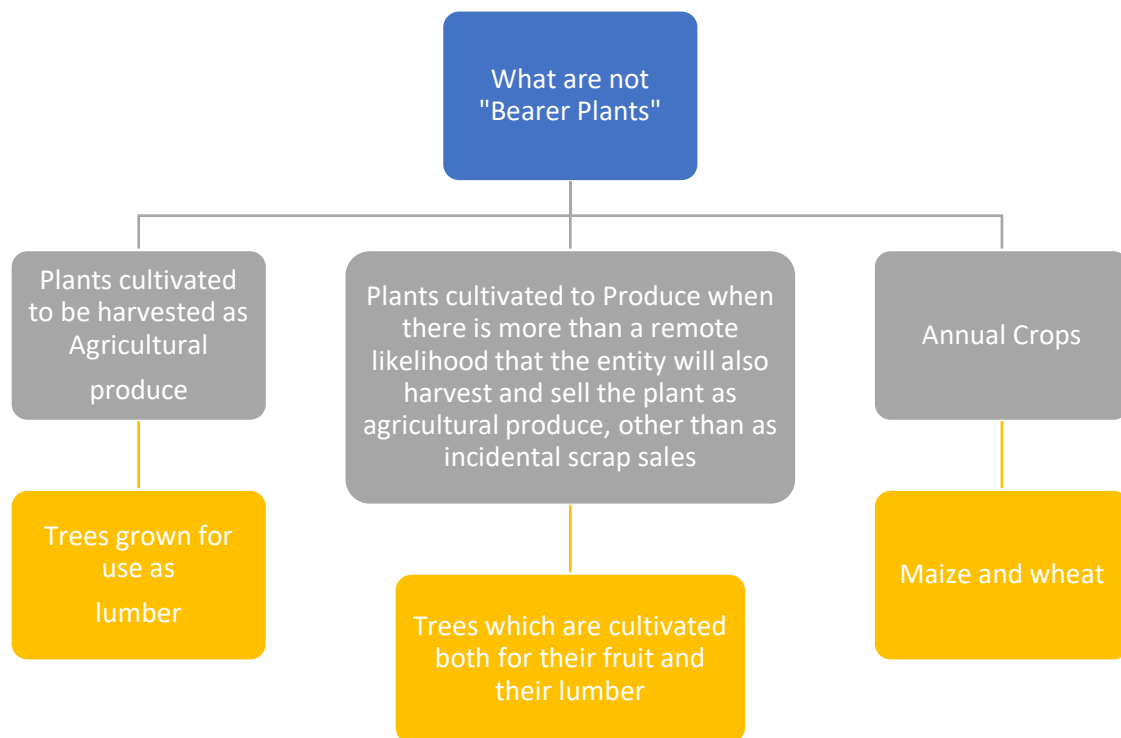 What are not
"Bearer Plants"
Plants cultivated
to be harvested as
Agricultural
produce
Trees grown for
use as
lumber
Plants cultivated to Produce when
there is more than a remote
likelihood that the entity will also
harvest and sell the plant as
agricultural produce, other than as
incidental scrap sales
Trees which are cultivated
both for their fruit and
their lumber
Annual Crops
Maize and wheat